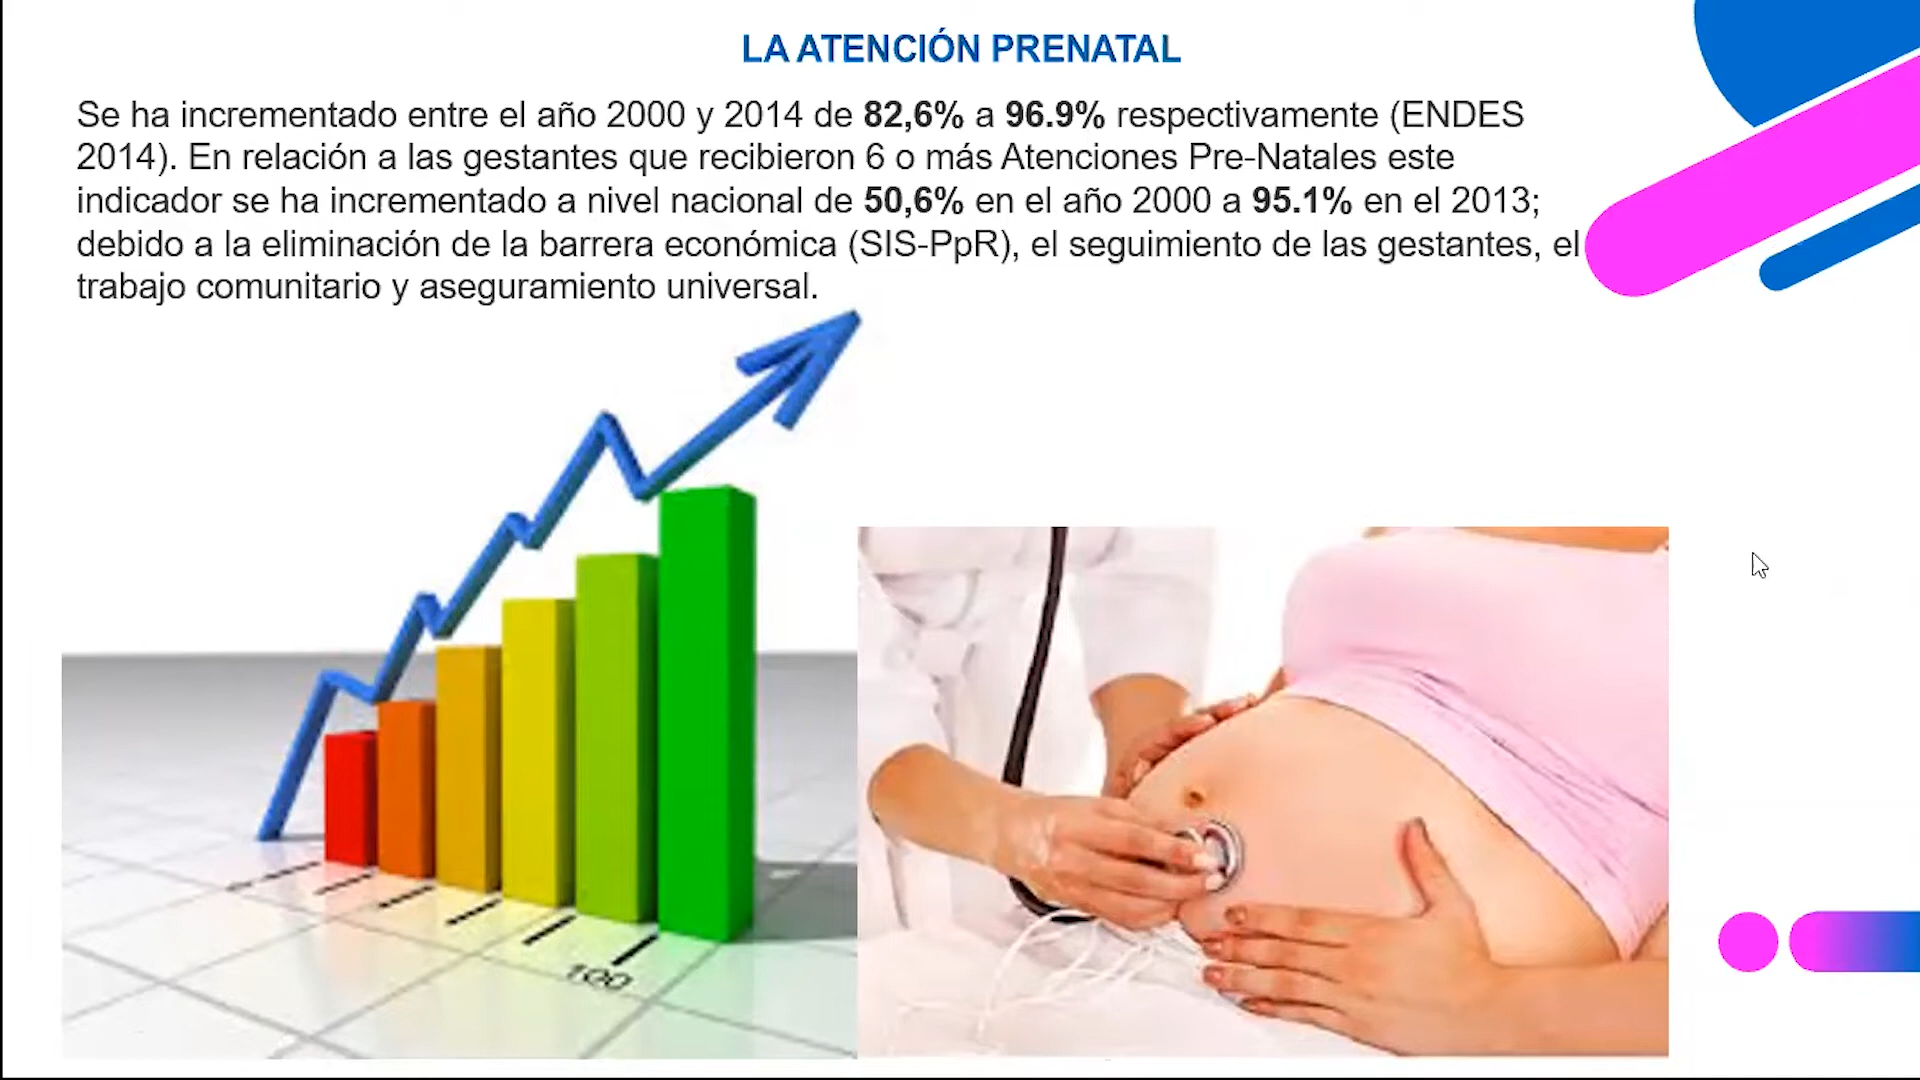 LA ATENCIÓN PRENATAL
Se ha incrementado entre el año 2000 y 2014 de 82,6% a 96.9% respectivamente (ENDES
2014). En relación a las gestantes que recibieron 6 o más Atenciones Pre-Natales este
indicador se ha incrementado a nivel nacional de 50,6% en el año 2000 a 95.1% en el 2013;
debido a la eliminación de la barrera económica (SIS-PpR), el seguimiento de las gestantes, el
trabajo comunitario y aseguramiento universal.
100